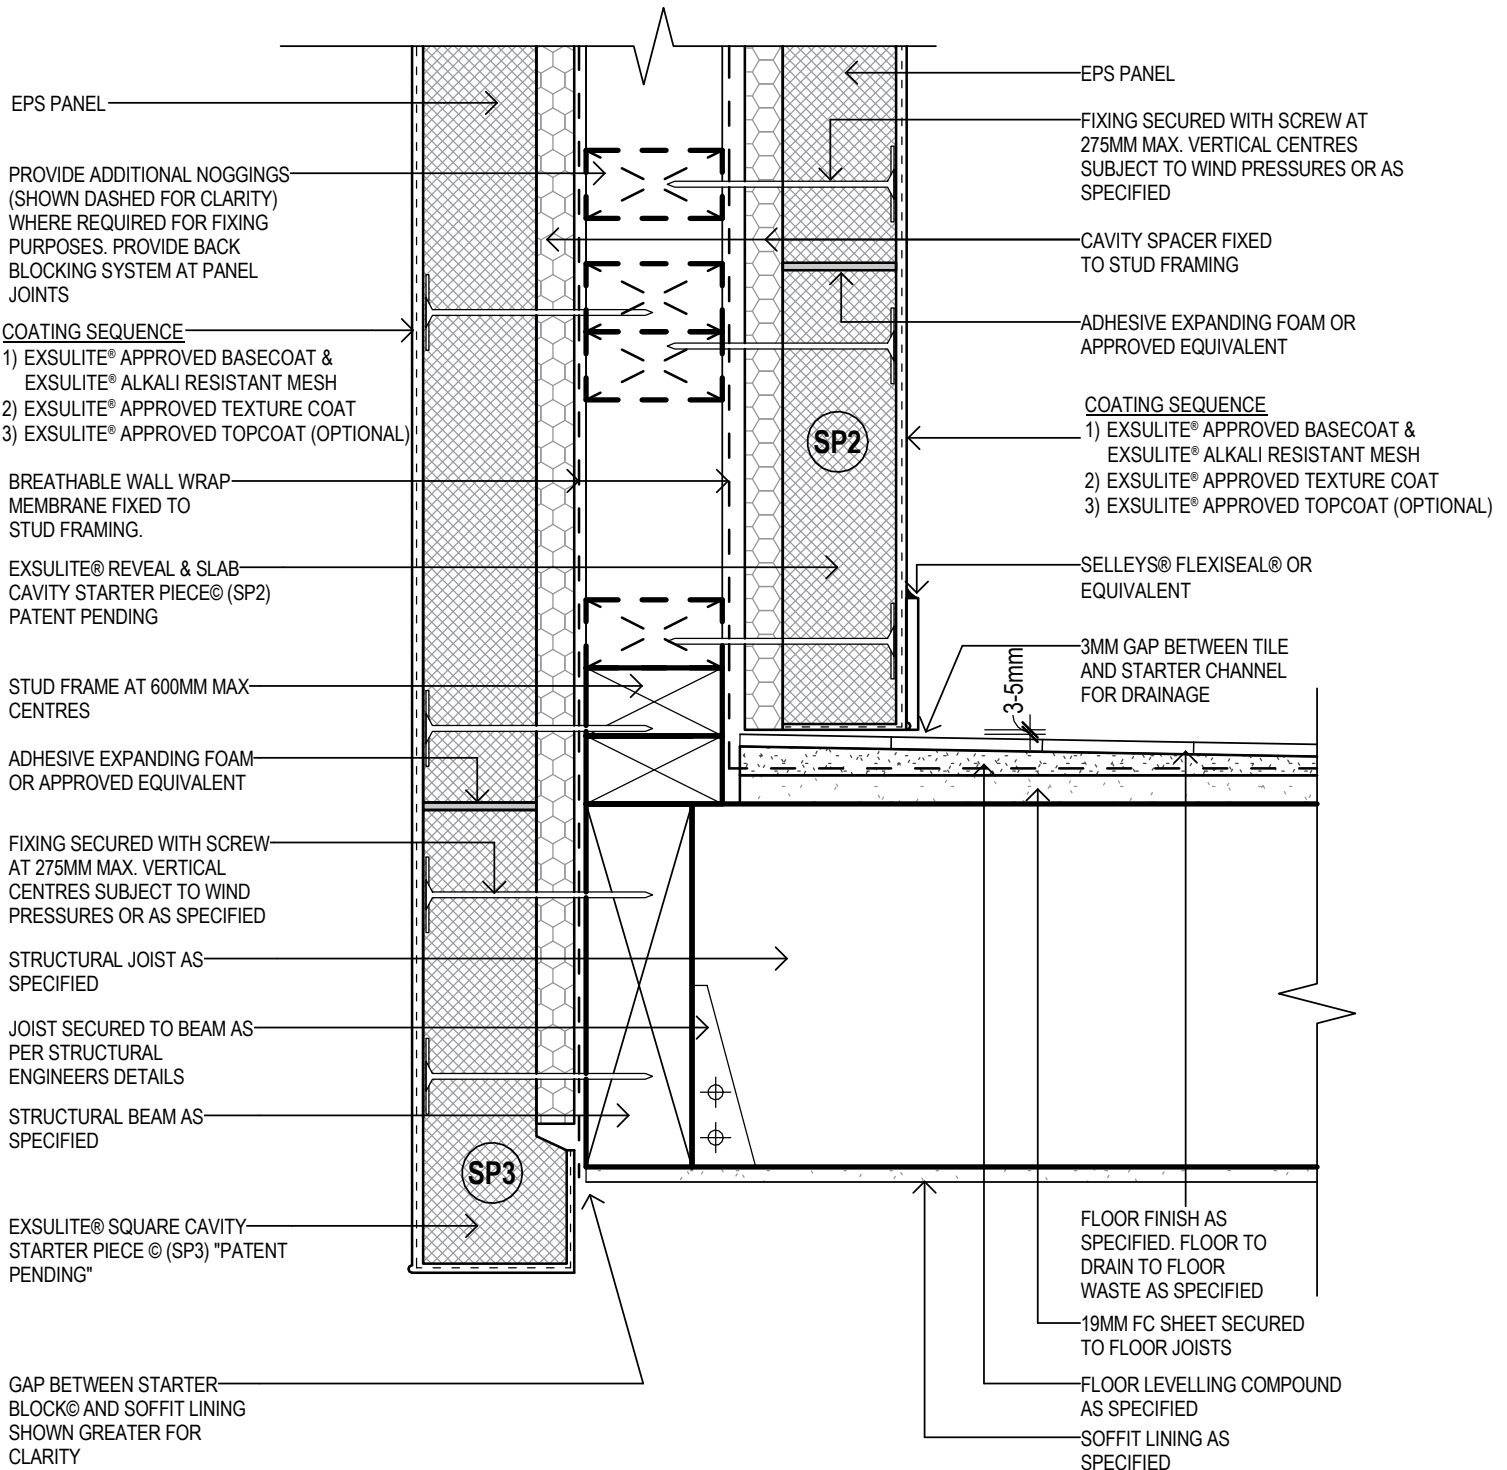 EPS PANEL
PROVIDE ADDITIONAL NOGGINGS
(SHOWN DASHED FOR CLARITY)
WHERE REQUIRED FOR FIXING
PURPOSES. PROVIDE BACK
BLOCKING SYSTEM AT PANEL
JOINTS
COATING SEQUENCE
1) EXSULITE® APPROVED BASECOAT &
EXSULITE® ALKALI RESISTANT MESH
2) EXSULITE® APPROVED TEXTURE COAT
3) EXSULITE® APPROVED TOPCOAT (OPTIONAL)
BREATHABLE WALL WRAP
MEMBRANE FIXED TO
STUD FRAMING.
EXSULITE® REVEAL & SLAB
CAVITY STARTER PIECE© (SP2)
PATENT PENDING
STUD FRAME AT 600MM MAX
CENTRES
ADHESIVE EXPANDING FOAM
OR APPROVED EQUIVALENT
FIXING SECURED WITH SCREW
AT 275MM MAX. VERTICAL
CENTRES SUBJECT TO WIND
PRESSURES OR AS SPECIFIED
STRUCTURAL JOIST AS
SPECIFIED
JOIST SECURED TO BEAM AS
PER STRUCTURAL
ENGINEERS DETAILS
STRUCTURAL BEAM AS
SPECIFIED
EXSULITE® SQUARE CAVITY
STARTER PIECE © (SP3) "PATENT
PENDING"
GAP BETWEEN STARTER
BLOCK© AND SOFFIT LINING
SHOWN GREATER FOR
CLARITY
SP3
SP2
EPS PANEL
FIXING SECURED WITH SCREW AT
275MM MAX. VERTICAL CENTRES
SUBJECT TO WIND PRESSURES OR AS
SPECIFIED
CAVITY SPACER FIXED
TO STUD FRAMING
ADHESIVE EXPANDING FOAM OR
APPROVED EQUIVALENT
COATING SEQUENCE
1) EXSULITE® APPROVED BASECOAT &
EXSULITE® ALKALI RESISTANT MESH
2) EXSULITE® APPROVED TEXTURE COAT
3) EXSULITE® APPROVED TOPCOAT (OPTIONAL)
SELLEYS® FLEXISEAL® OR
EQUIVALENT
3MM GAP BETWEEN TILE
AND STARTER CHANNEL
FOR DRAINAGE
3-5mm
FLOOR FINISH AS
SPECIFIED. FLOOR TO
DRAIN TO FLOOR
WASTE AS SPECIFIED
19MM FC SHEET SECURED
TO FLOOR JOISTS
FLOOR LEVELLING COMPOUND
AS SPECIFIED
SOFFIT LINING AS
SPECIFIED